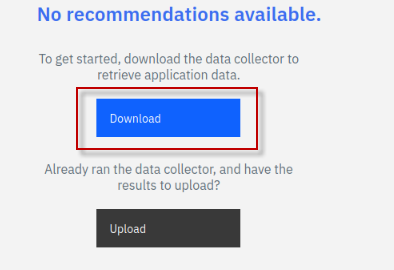 No recommendations available.
To get started, download the data collector to
retrieve application data.
Download
Already ran the data collector, and have the
results to upload?
Upload